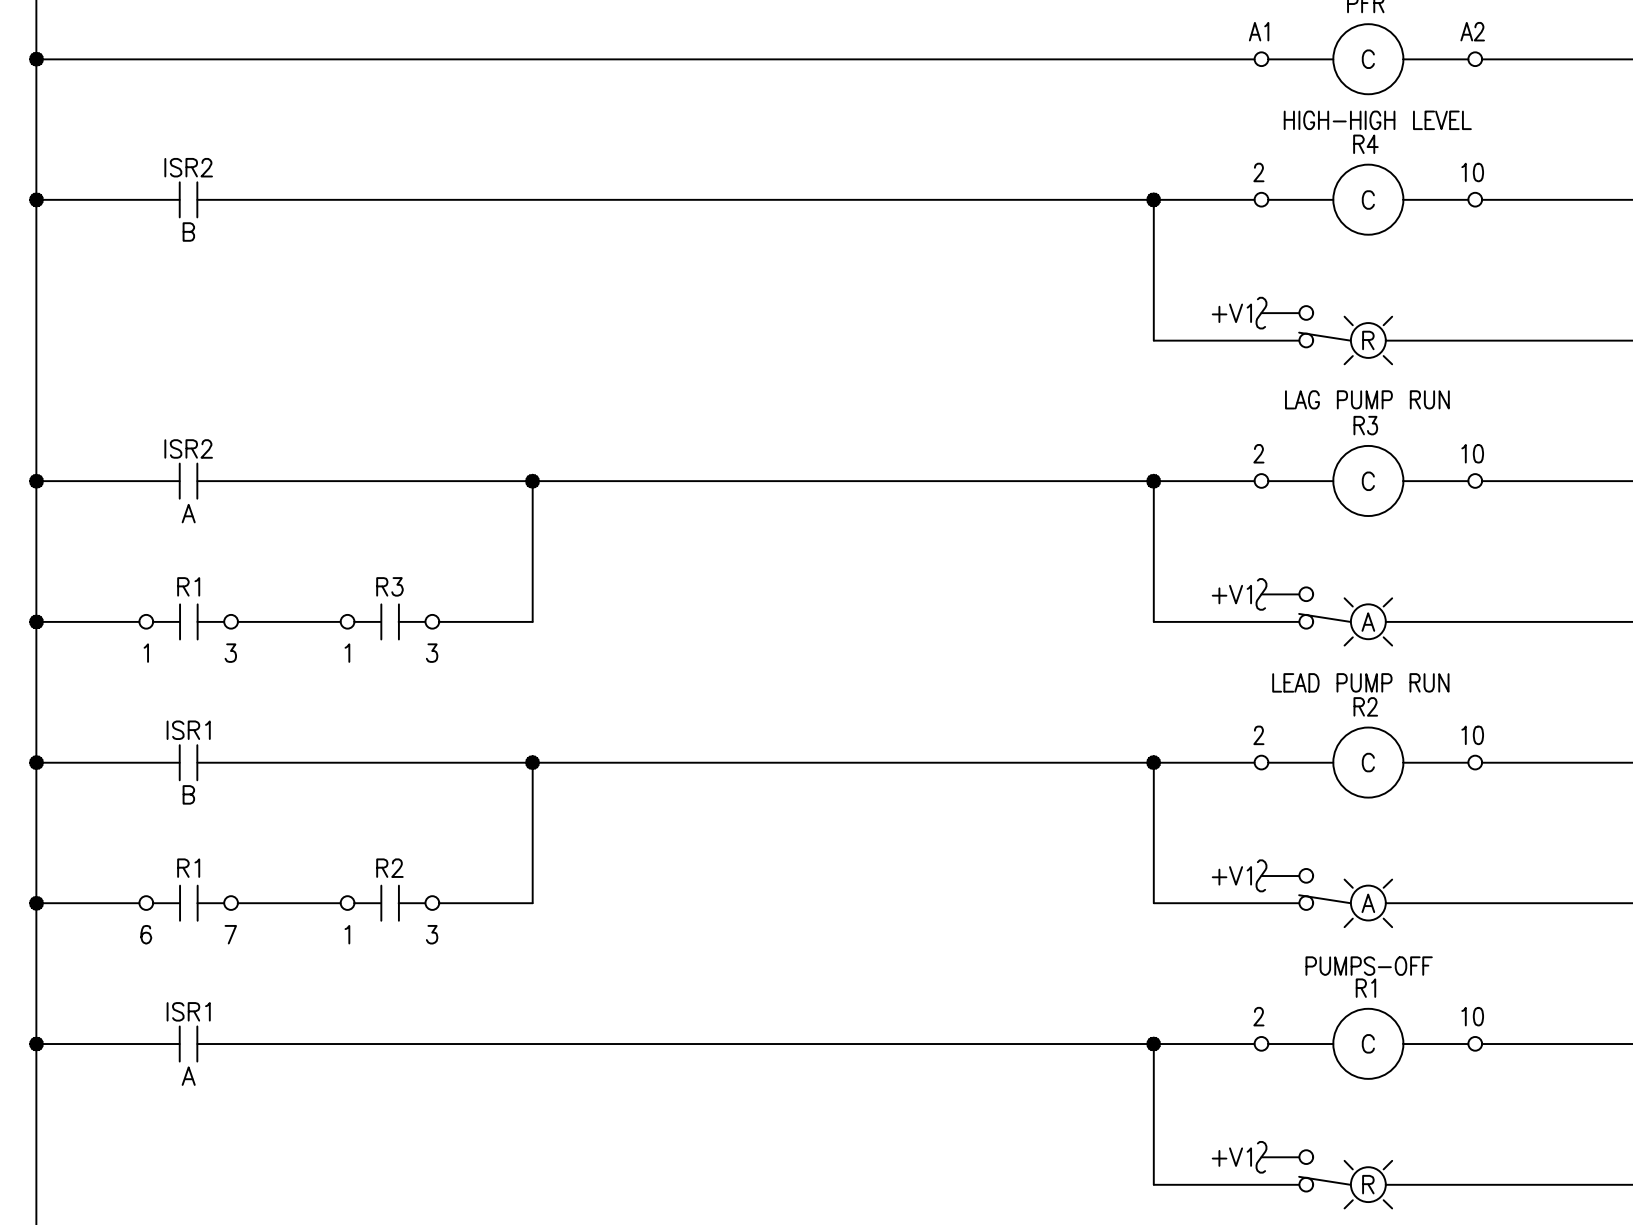 PFR
A1 C A2
HIGH-HIGH LEVEL
R4
ISR2 2 C 10
B
+V1
R
LAG PUMP RUN
R3
ISR2 2 C 10
A
R1 R3 +V1
A
1 3 1 3
LEAD PUMP RUN
R2
ISR1 2 C 10
B
R1 R2 +V1
A
6 7 1 3
PUMPS-OFF
R1
ISR1 2 C 10
A
+V1
R